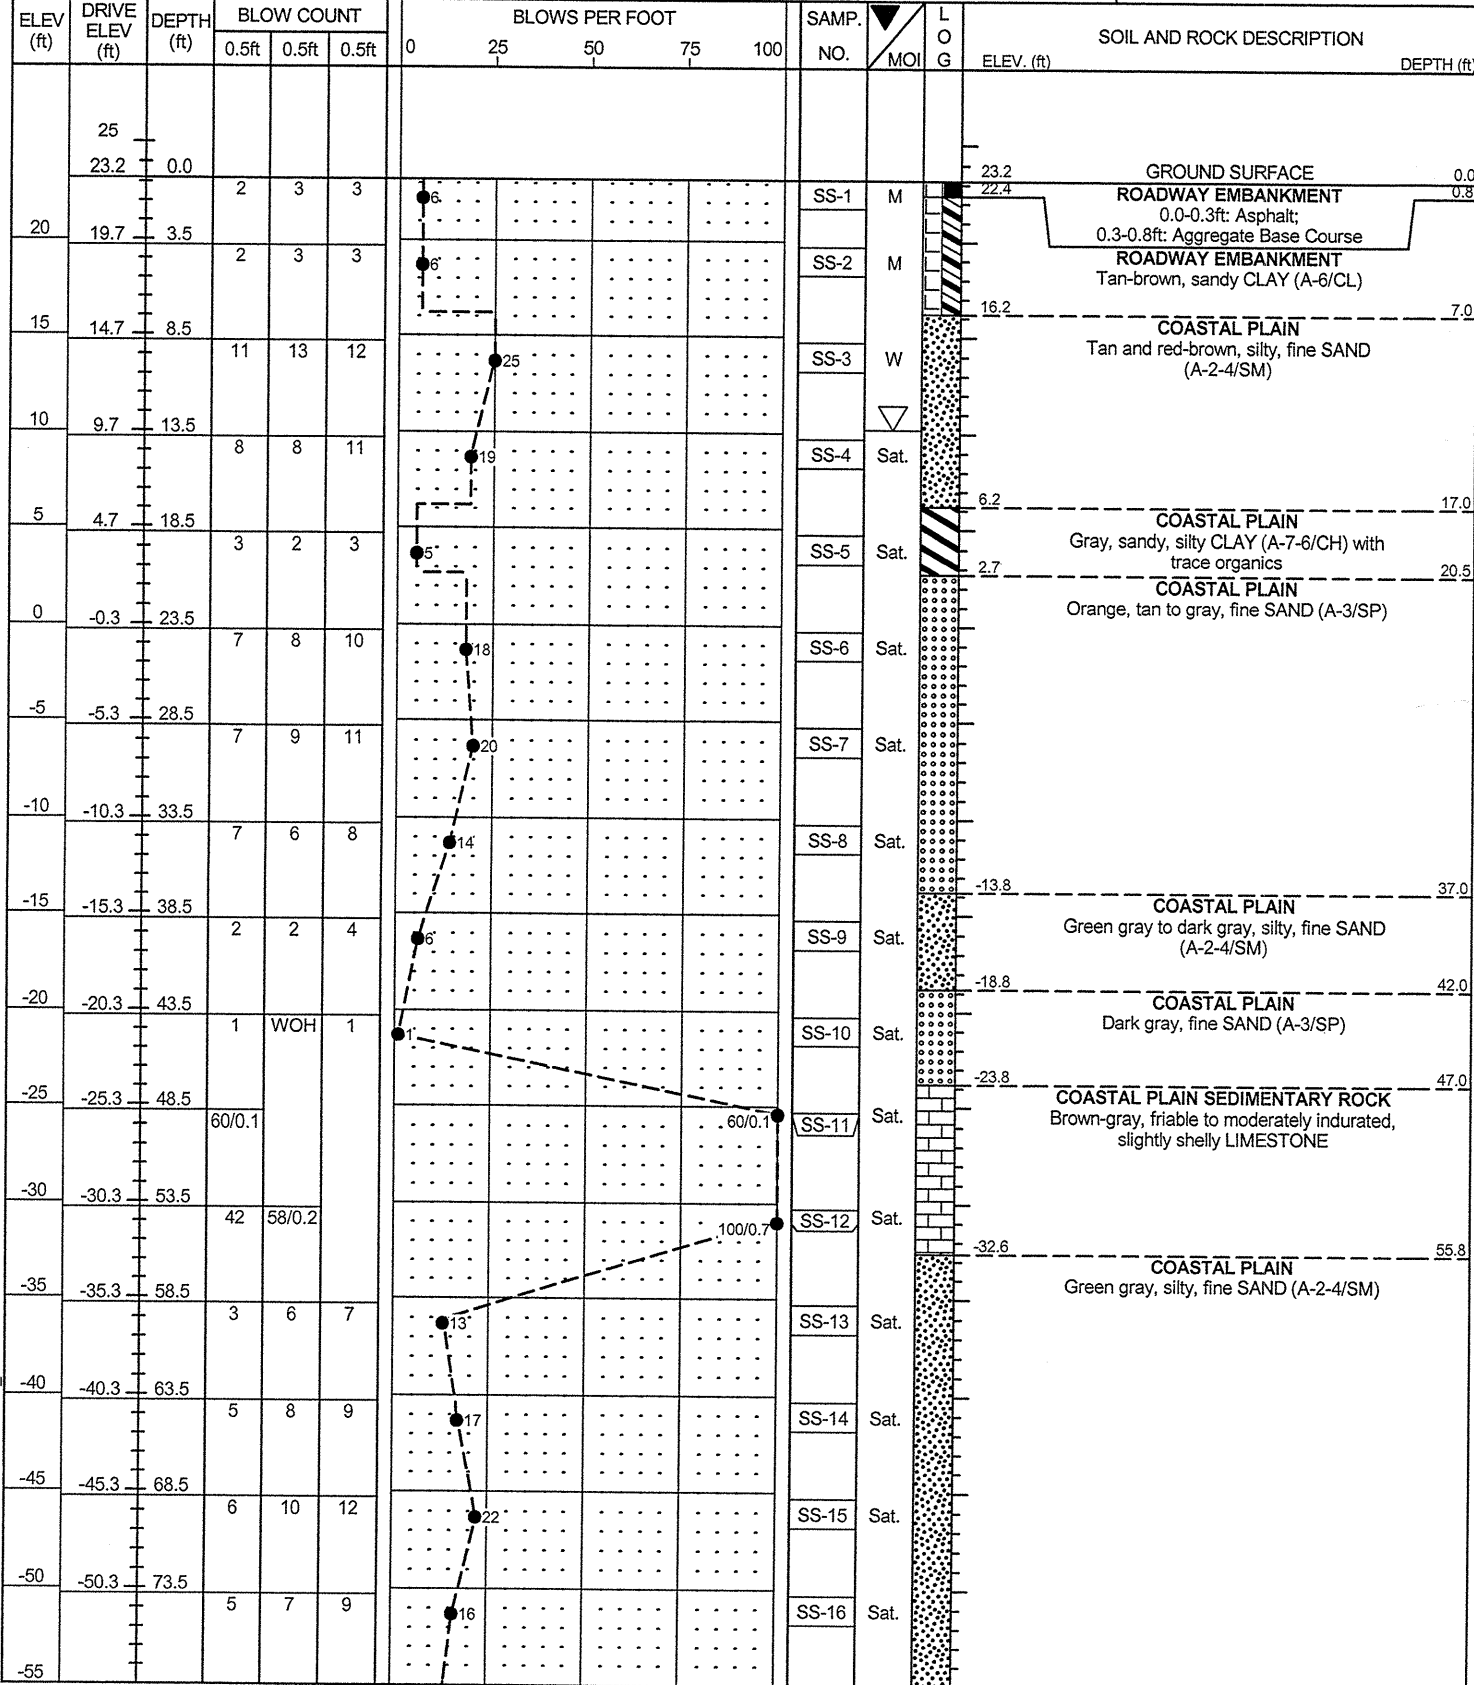 ELEV (ft) DRIVE ELEV (ft) DEPTH (ft) BLOW COUNT BLOWS PER FOOT SAMP. NO. MOI L O G SOIL AND ROCK DESCRIPTION
0.5ft 0.5ft 0.5ft 0 25 50 75 100 ELEV. (ft) DEPTH (ft)
25
23.2 0.0 23.2 GROUND SURFACE 0.0
2 3 3 6 SS-1 M 22.4 ROADWAY EMBANKMENT 0.8
0.0-0.3ft: Asphalt;
20 19.7 3.5 0.3-0.8ft: Aggregate Base Course
2 3 3 6 SS-2 M ROADWAY EMBANKMENT
Tan-brown, sandy CLAY (A-6/CL)
16.2 7.0
15 14.7 8.5 COASTAL PLAIN
11 13 12 25 SS-3 W Tan and red-brown, silty, fine SAND
(A-2-4/SM)
10 9.7 13.5
8 8 11 19 SS-4 Sat.
6.2 17.0
5 4.7 18.5 COASTAL PLAIN
3 2 3 5 SS-5 Sat. Gray, sandy, silty CLAY (A-7-6/CH) with
trace organics
2.7 20.5
COASTAL PLAIN
0 -0.3 23.5 Orange, tan to gray, fine SAND (A-3/SP)
7 8 10 18 SS-6 Sat.
-5 -5.3 28.5
7 9 11 20 SS-7 Sat.
-10 -10.3 33.5
7 6 8 14 SS-8 Sat.
-13.8 37.0
-15 -15.3 38.5 COASTAL PLAIN
2 2 4 6 SS-9 Sat. Green gray to dark gray, silty, fine SAND
(A-2-4/SM)
-18.8 42.0
-20 -20.3 43.5 COASTAL PLAIN
1 WOH 1 1 SS-10 Sat. Dark gray, fine SAND (A-3/SP)
-23.8 47.0
-25 -25.3 48.5 COASTAL PLAIN SEDIMENTARY ROCK
60/0.1 60/0.1 SS-11 Sat. Brown-gray, friable to moderately indurated,
slightly shelly LIMESTONE
-30 -30.3 53.5
42 58/0.2 100/0.7 SS-12 Sat.
-32.6 55.8
COASTAL PLAIN
-35 -35.3 58.5 Green gray, silty, fine SAND (A-2-4/SM)
3 6 7 13 SS-13 Sat.
-40 -40.3 63.5
5 8 9 17 SS-14 Sat.
-45 -45.3 68.5
6 10 12 22 SS-15 Sat.
-50 -50.3 73.5
5 7 9 16 SS-16 Sat.
-55